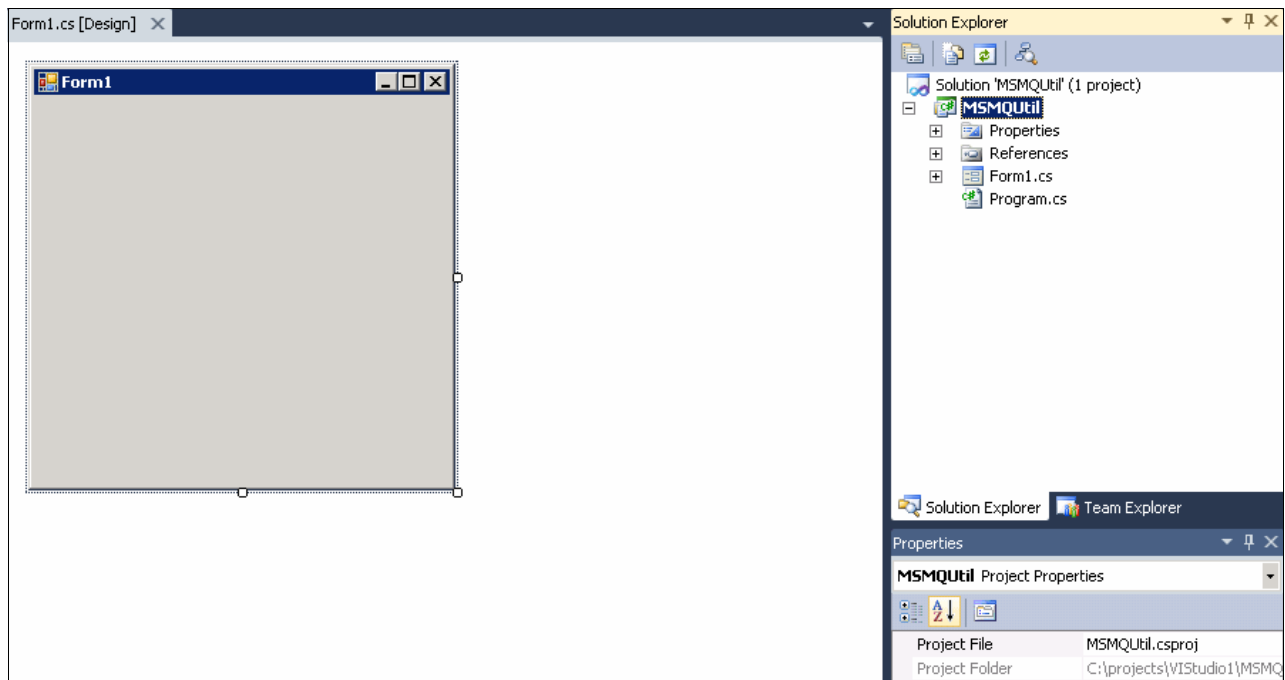 Form1.cs [Design]
Form1
Solution Explorer
Solution 'MSMQUtil' (1 project)
MSMQUtil
Properties
References
Form1.cs
Program.cs
Solution Explorer
Team Explorer
Properties
MSMQUtil Project Properties
Project File MSMQUtil.csproj
Project Folder C:\projects\VIStudio1\MSMQ